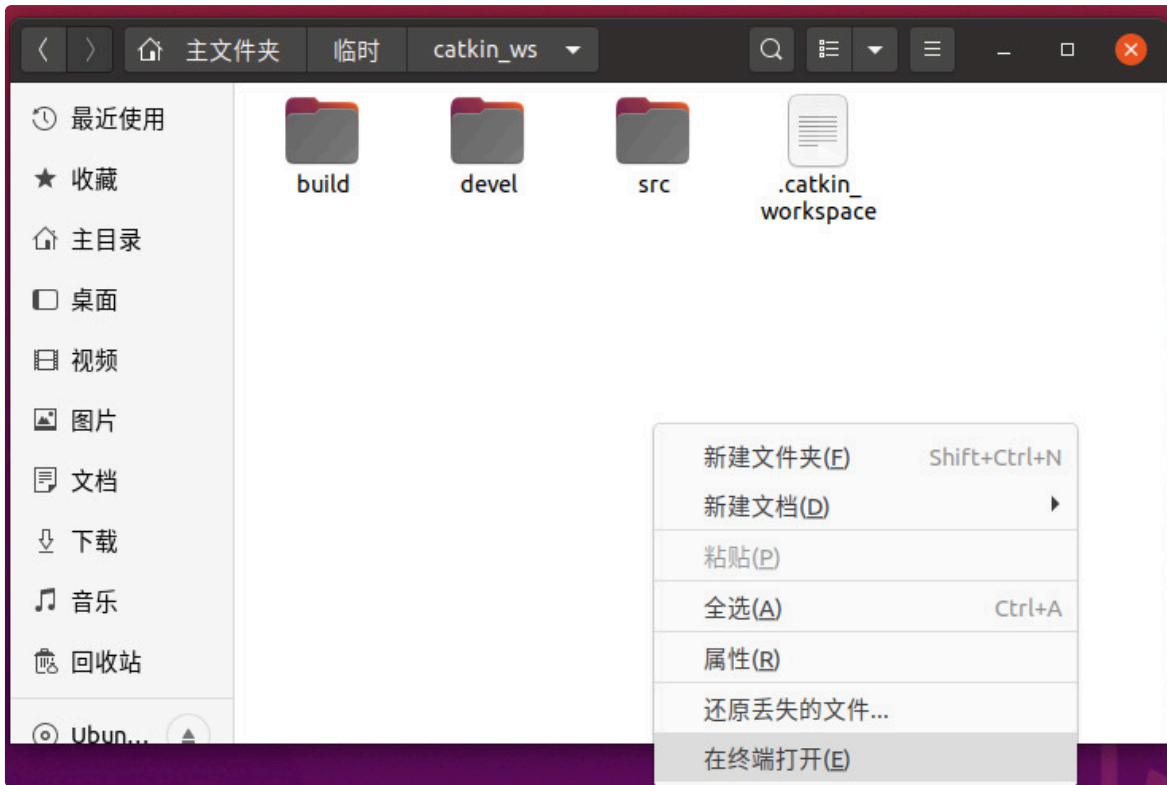 主文件夹 临时 catkin_ws
最近使用
收藏
主目录
桌面
视频
图片
文档
下载
音乐
回收站
Ubun...
build devel src .catkin_
workspace
新建文件夹(F) Shift+Ctrl+N
新建文档(D)
粘贴(P)
全选(A) Ctrl+A
属性(R)
还原丢失的文件...
在终端打开(E)